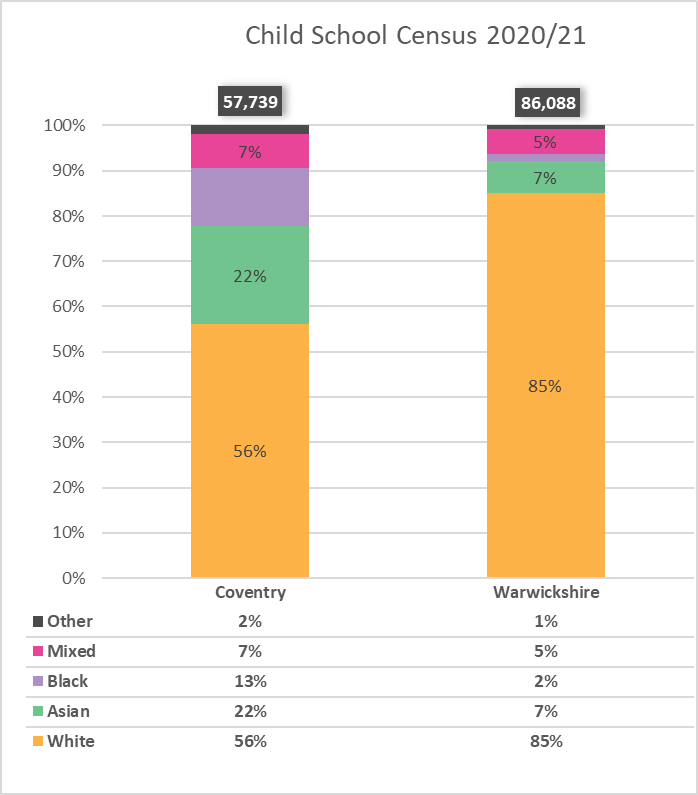 Child School Census 2020/21
57,739 86,088
100%
7% 5%
90%
7%
80%
70%
22%
60%
50%
85%
40%
30%
56%
20%
10%
0%
Coventry Warwickshire
Other 2% 1%
Mixed 7% 5%
Black 13% 2%
Asian 22% 7%
White 56% 85%